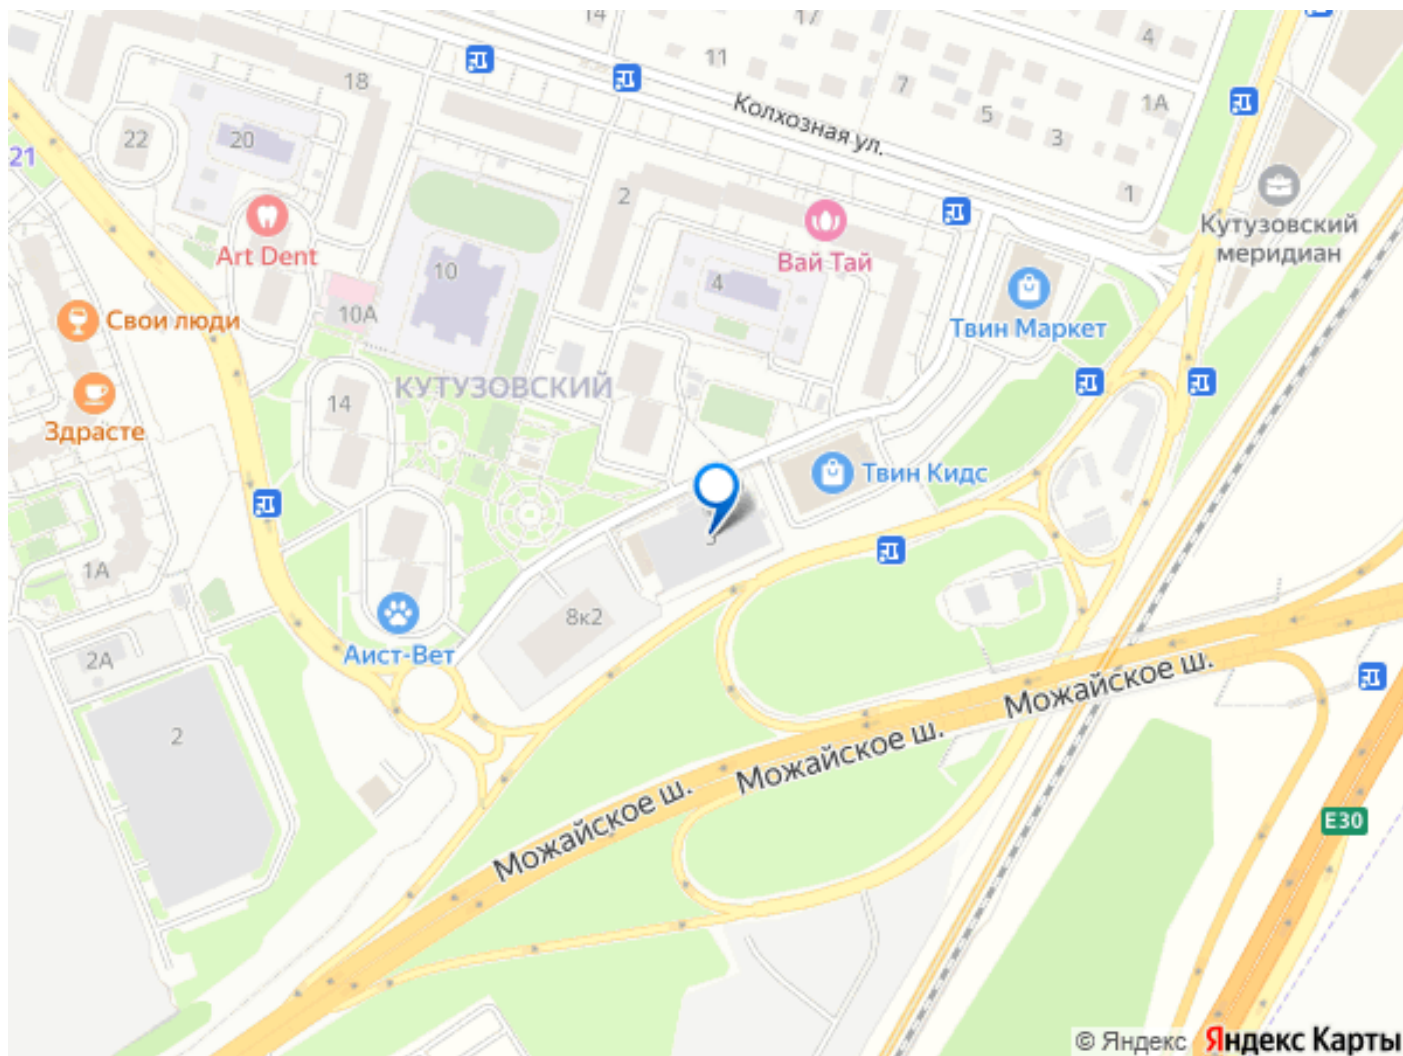 14
17
4
11
18
7
1А
Колхозная ул.
5
3
22
20
21
2
1
Art Dent
Вай Тай
Кутузовский
меридиан
10
4
10А
Свои люди
Твин Маркет
КУТУЗОВСКИЙ
14
Здрасте
Твин Кидс
1А
8к2
Аист-Вет
2А
2
Можайское ш.
Можайское ш.
Можайское ш.
Е30
© Яндекс Яндекс Карты